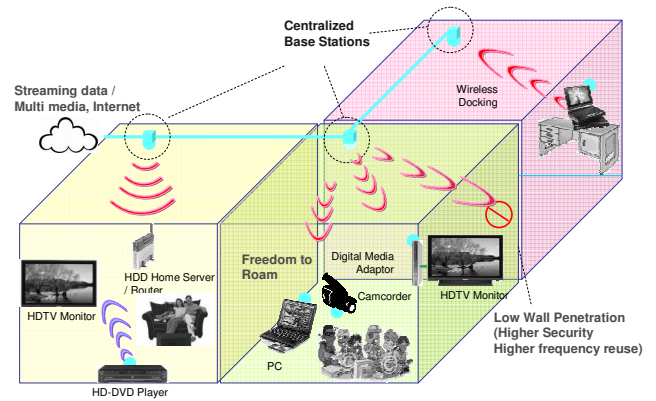 Centralized
Base Stations
Streaming data /
Multi media, Internet
Wireless
Docking
HDD Home Server
/ Router
HDTV Monitor
HD-DVD Player
Freedom to
Roam
Digital Media
Adaptor
Camcorder
PC
HDTV Monitor
Low Wall Penetration
(Higher Security
Higher frequency reuse)